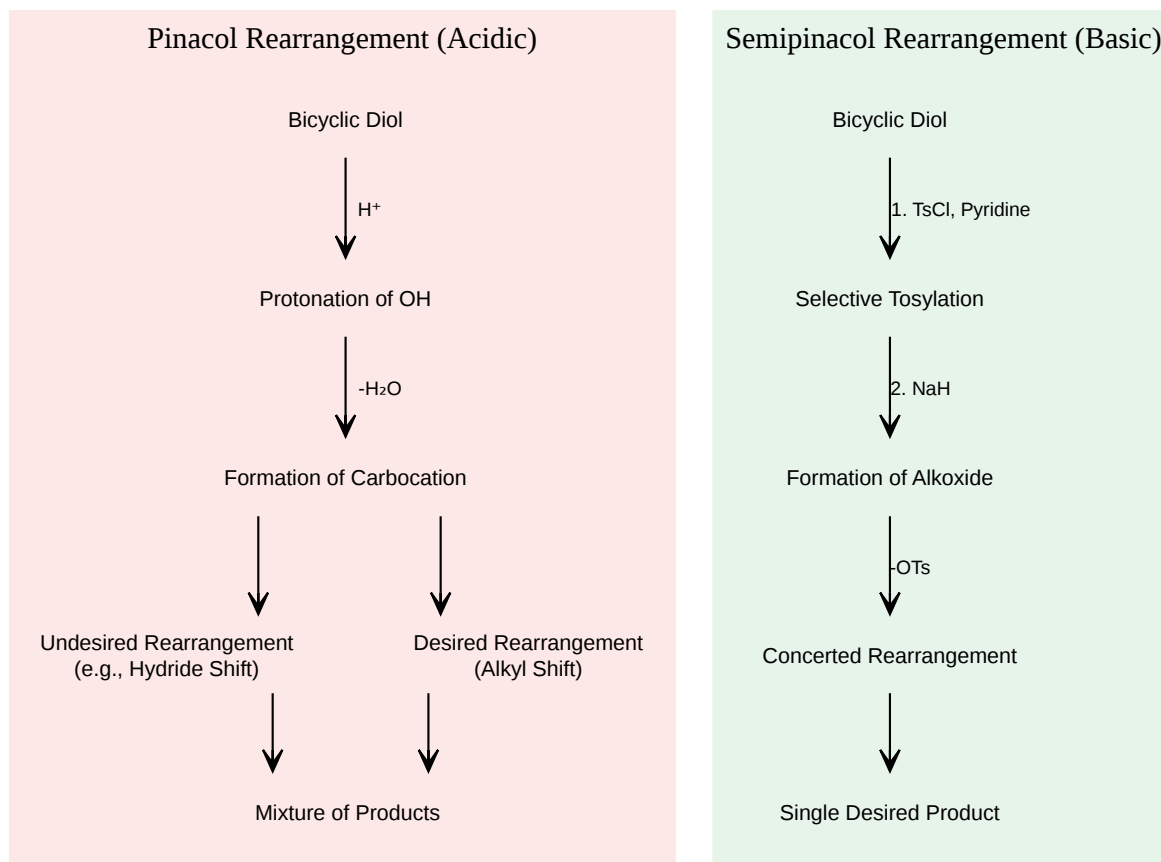 Pinacol Rearrangement (Acidic)
Bicyclic Diol
H⁺
Protonation of OH
-H₂O
Formation of Carbocation
Undesired Rearrangement
(e.g., Hydride Shift)
Desired Rearrangement
(Alkyl Shift)
Mixture of Products
Semipinacol Rearrangement (Basic)
Bicyclic Diol
1. TsCl, Pyridine
Selective Tosylation
2. NaH
Formation of Alkoxide
-OTs
Concerted Rearrangement
Single Desired Product